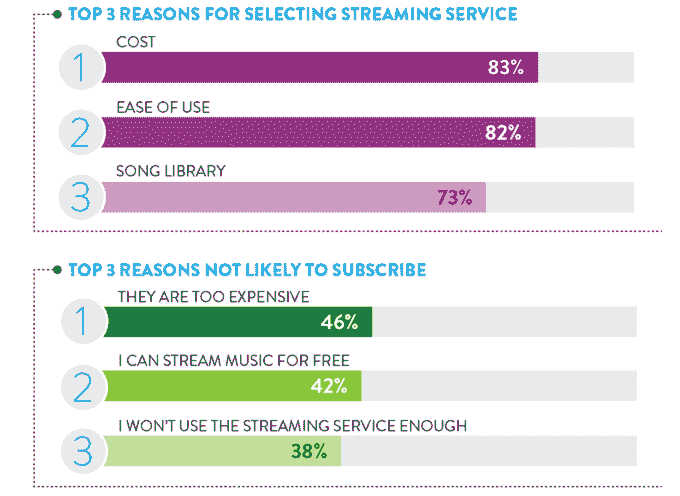 TOP 3 REASONS FOR SELECTING STREAMING SERVICE
COST
1
83%
EASE OF USE
2
82%
SONG LIBRARY
3
73%
TOP 3 REASONS NOT LIKELY TO SUBSCRIBE
THEY ARE TOO EXPENSIVE
1
46%
I CAN STREAM MUSIC FOR FREE
2
42%
I WON'T USE THE STREAMING SERVICE ENOUGH
3
38%